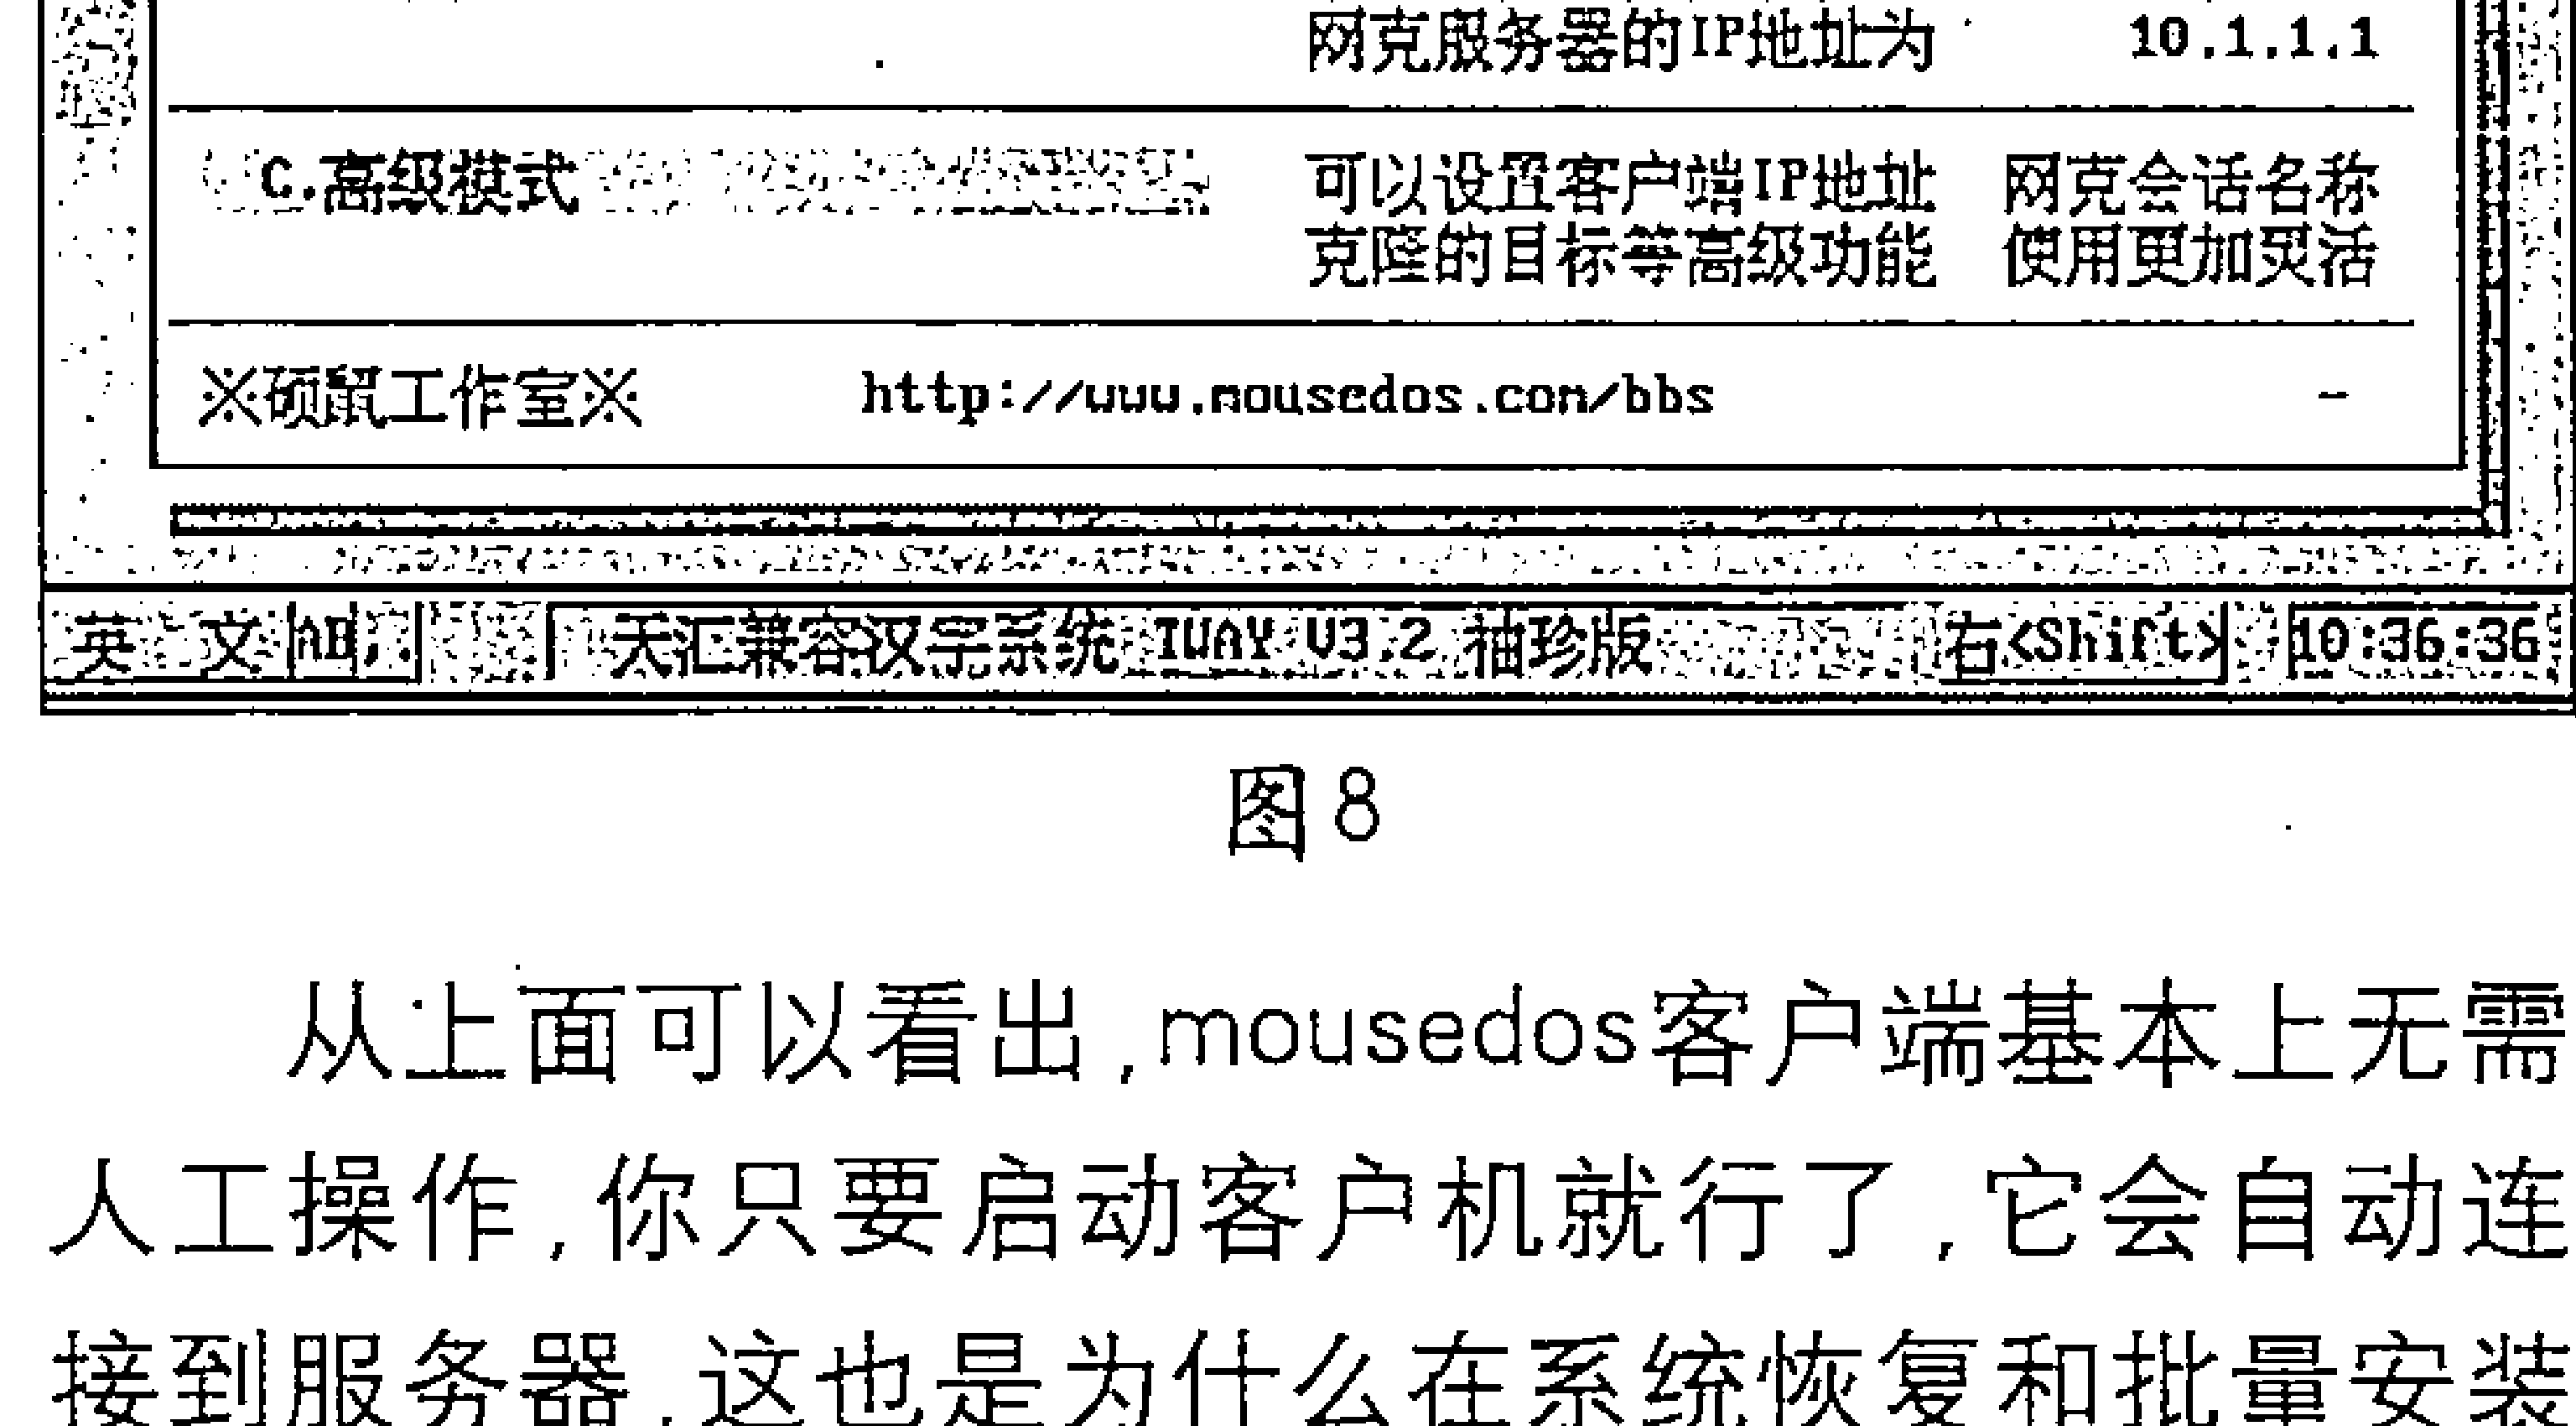 网克服务器的IP地址为 10.1.1.1
C.高级模式 可以设置客户端IP地址 网克会话名称
克隆的目标等高级功能 使用更加灵活
※硕鼠工作室※ http://www.mousedos.com/bbs -
英 文 AB,. 天汇兼容汉字系统 TWAY V3.2 袖珍版 右<Shift> 10:36:36
图8
从上面可以看出,mousedos客户端基本上无需
人工操作,你只要启动客户机就行了,它会自动连
接到服务器,这也是为什么在系统恢复和批量安装